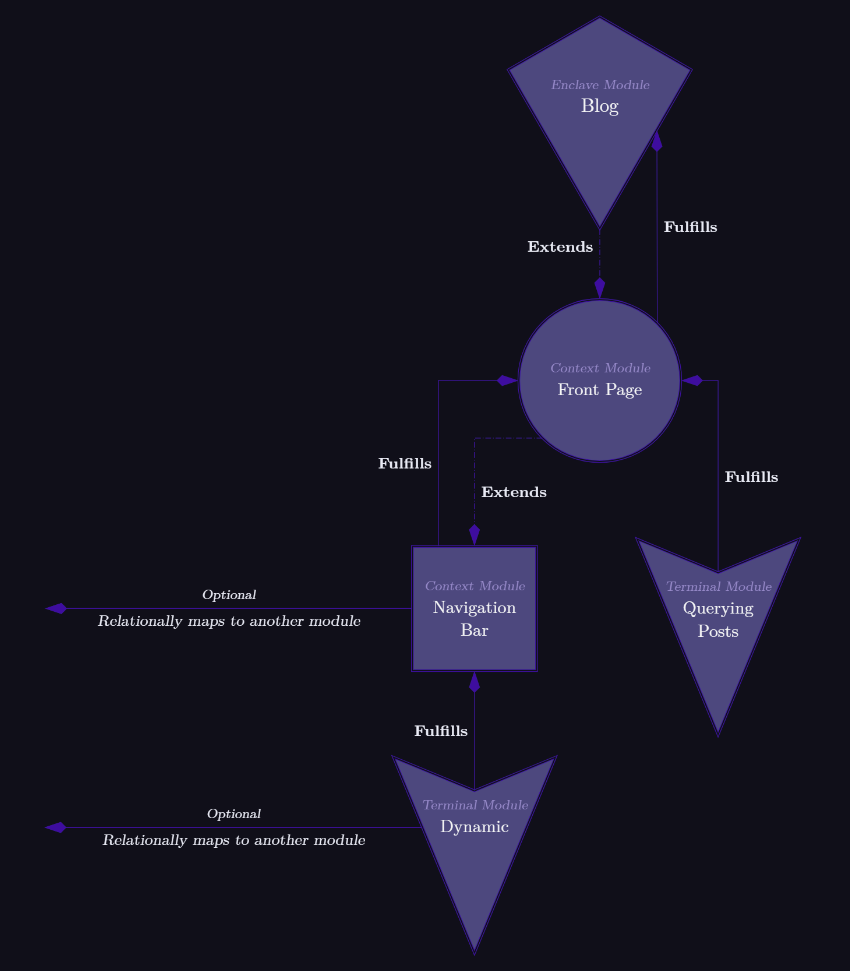 Enclave Module
Blog
Fulfills
Extends
Context Module
Front Page
Fulfills
Fulfills
Extends
Context Module
Navigation
Bar
Terminal Module
Querying
Posts
Optional
Relationally maps to another module
Fulfills
Terminal Module
Dynamic
Optional
Relationally maps to another module